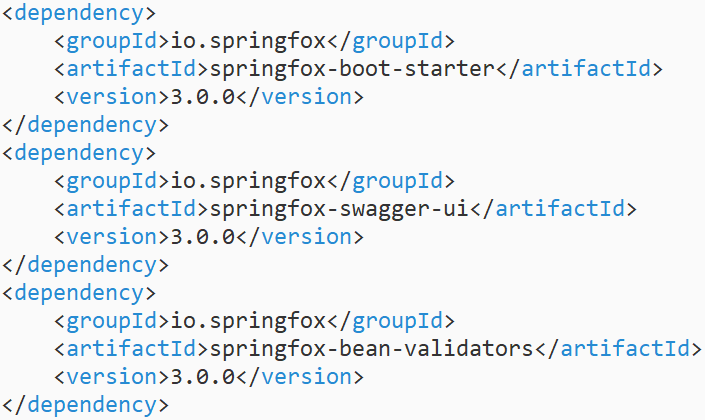 <dependency>
    <groupId>io.springfox</groupId>
    <artifactId>springfox-boot-starter</artifactId>
    <version>3.0.0</version>
</dependency>
<dependency>
    <groupId>io.springfox</groupId>
    <artifactId>springfox-swagger-ui</artifactId>
    <version>3.0.0</version>
</dependency>
<dependency>
    <groupId>io.springfox</groupId>
    <artifactId>springfox-bean-validators</artifactId>
    <version>3.0.0</version>
</dependency>